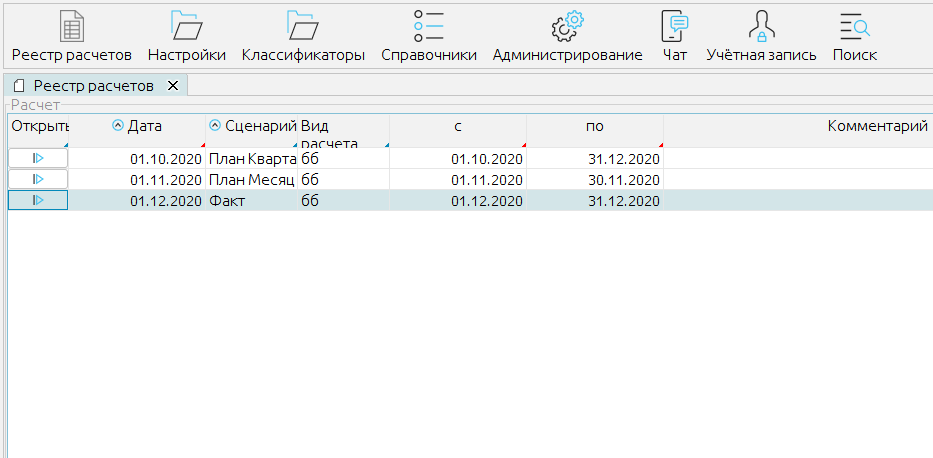 Реестр расчетов Настройки Классификаторы Справочники Администрирование Чат Учётная запись Поиск
Реестр расчетов
Расчет
Открыть Дата Сценарий Вид расчета с по Комментарий
01.10.2020 План Кварта бб 01.10.2020 31.12.2020
01.11.2020 План Месяц бб 01.11.2020 30.11.2020
01.12.2020 Факт бб 01.12.2020 31.12.2020